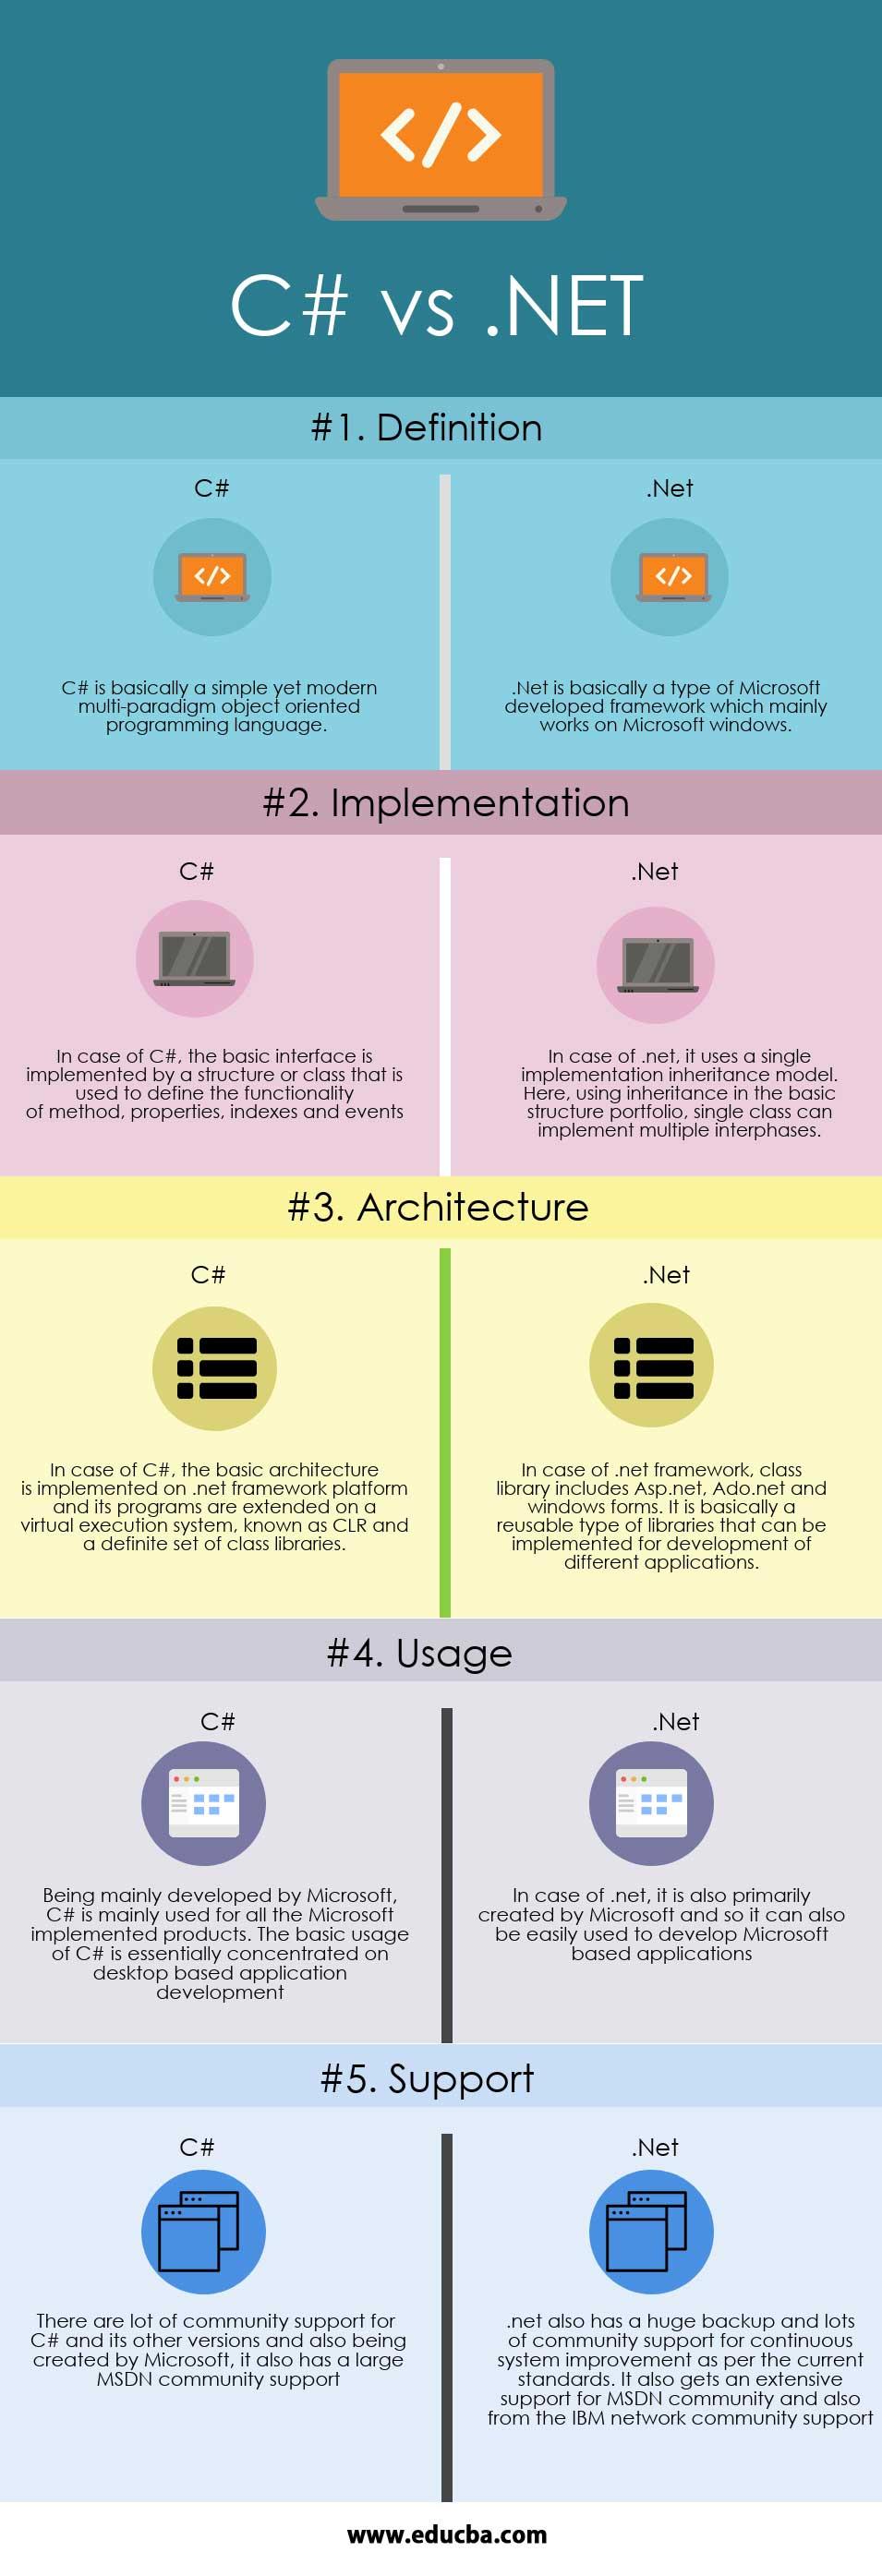 </>
C# vs .NET
#1. Definition
C#
</>
C# is basically a simple yet modern
multi-paradigm object oriented
programming language.
.Net
</>
.Net is basically a type of Microsoft
developed framework which mainly
works on Microsoft windows.
#2. Implementation
C#
In case of C#, the basic interface is
implemented by a structure or class that is
used to define the functionality
of method, properties, indexes and events
.Net
In case of .net, it uses a single
implementation inheritance model.
Here, using inheritance in the basic
structure portfolio, single class can
implement multiple interphases.
#3. Architecture
C#
In case of C#, the basic architecture
is implemented on .net framework platform
and its programs are extended on a
virtual execution system, known as CLR and
a definite set of class libraries.
.Net
In case of .net framework, class
library includes Asp.net, Ado.net and
windows forms. It is basically a
reusable type of libraries that can be
implemented for development of
different applications.
#4. Usage
C#
Being mainly developed by Microsoft,
C# is mainly used for all the Microsoft
implemented products. The basic usage
of C# is essentially concentrated on
desktop based application
development
.Net
In case of .net, it is also primarily
created by Microsoft and so it can also
be easily used to develop Microsoft
based applications
#5. Support
C#
There are lot of community support for
C# and its other versions and also being
created by Microsoft, it also has a large
MSDN community support
.Net
.net also has a huge backup and lots
of community support for continuous
system improvement as per the current
standards. It also gets an extensive
support for MSDN community and also
from the IBM network community support
www.educba.com